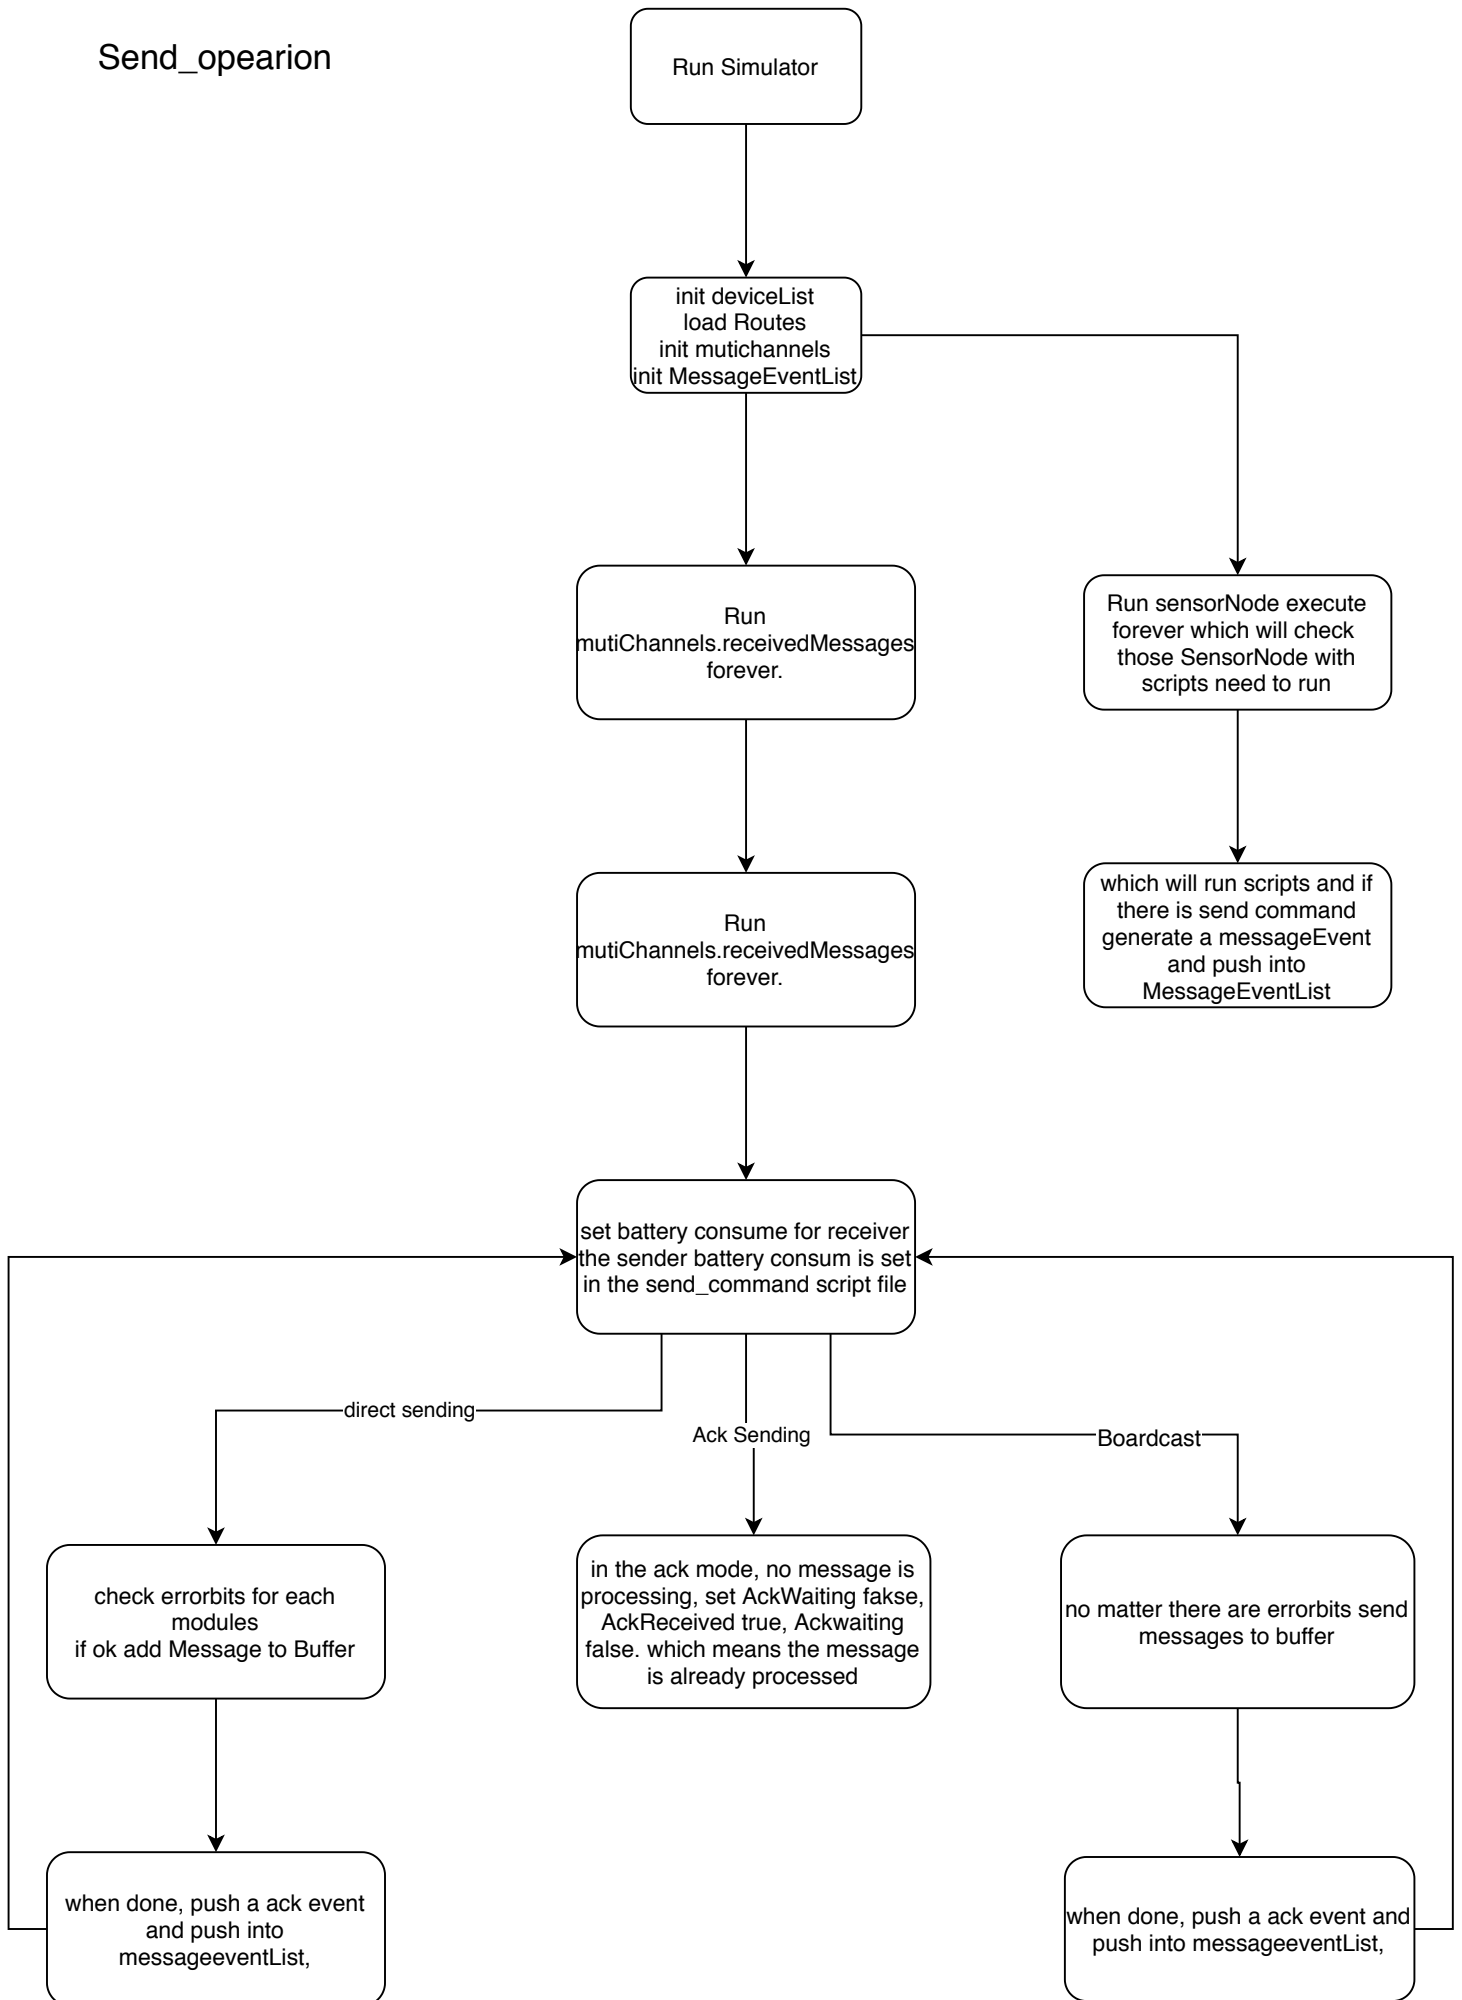 Send_opearion
Run Simulator
init deviceList
load Routes
init mutichannels
init MessageEventList
Run
mutiChannels.receivedMessages
forever.
Run sensorNode execute
forever which will check
those SensorNode with
scripts need to run
Run
mutiChannels.receivedMessages
forever.
which will run scripts and if
there is send command
generate a messageEvent
and push into
MessageEventList
set battery consume for receiver
the sender battery consum is set
in the send_command script file
direct sending
Ack Sending
Boardcast
check errorbits for each
modules
if ok add Message to Buffer
in the ack mode, no message is
processing, set AckWaiting fakse,
AckReceived true, Ackwaiting
false. which means the message
is already processed
no matter there are errorbits send
messages to buffer
when done, push a ack event
and push into
messageeventList,
when done, push a ack event and
push into messageeventList,